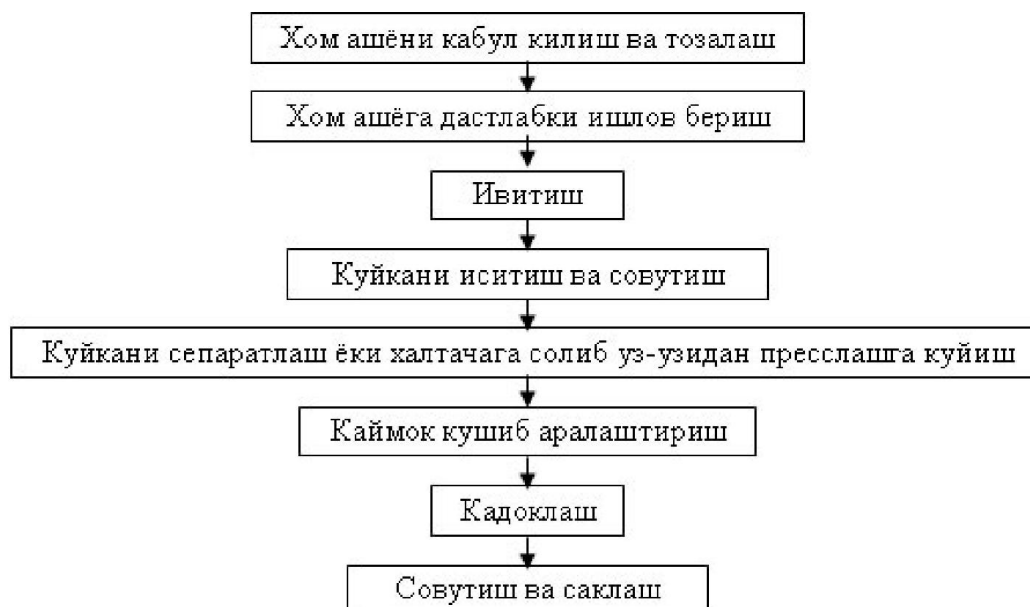 Хом ашёни кабул килиш ва тозалаш
Хом ашёга дастлабки ишлов бериш
Ивитиш
Куйкани иситиш ва совутиш
Куйкани сепаратлаш ёки халтачага солиб уз-узидан пресслашга куйиш
Каймок кушиб аралаштириш
Кадоклаш
Совутиш ва саклаш